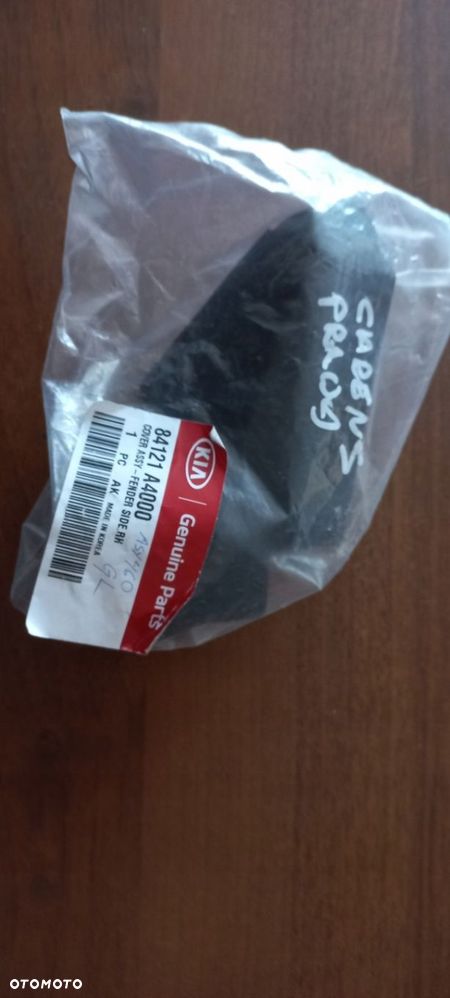 CARENS
PRAWY
KIA Genuine Parts
84121 A4000
COVER ASSY-FENDER SIDE,RH
1 PC AK MADE IN KOREA
GL
OTOMOTO